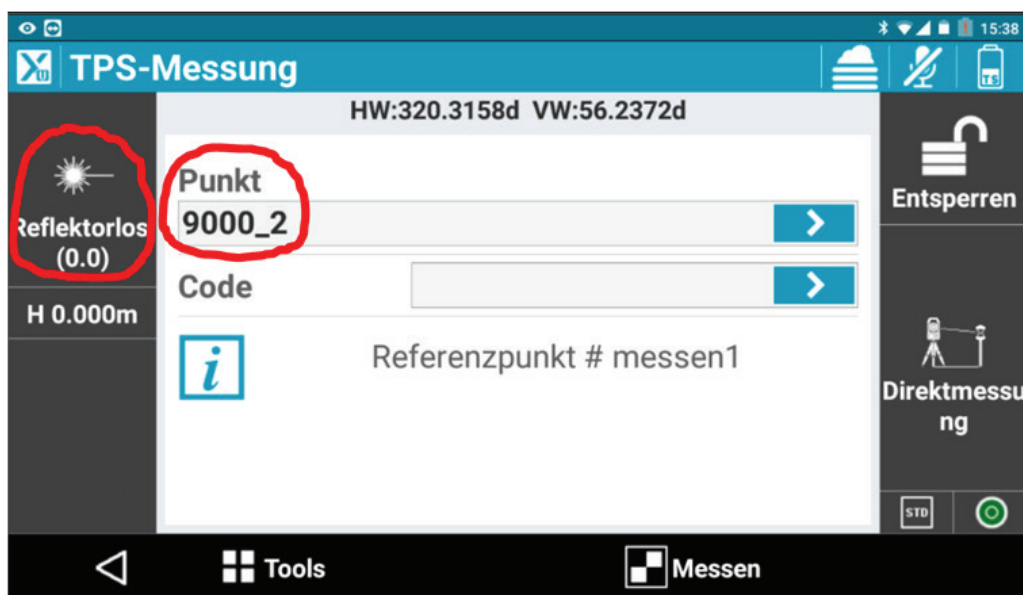 15:38
TPS-Messung
TS
HW:320.3158d VW:56.2372d
Reflektorlos
(0.0)
H 0.000m
Punkt
9000_2
Code
i
Referenzpunkt # messen1
Entsperren
Direktmessu
ng
STD
Tools
Messen